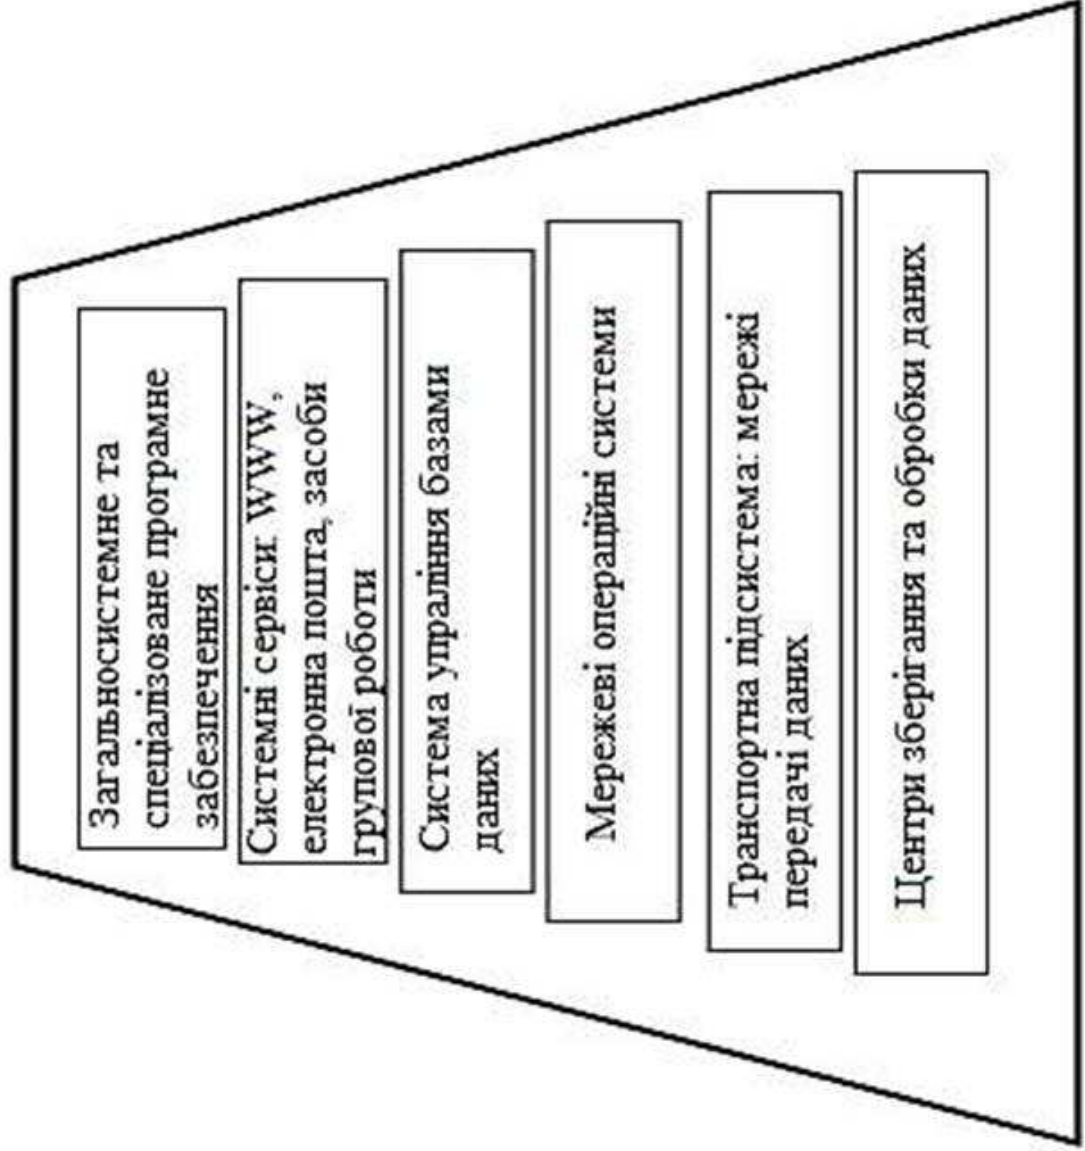 Загальносистемне та
спеціалізоване програмне
забезпечення
Системні сервіси: WWW,
електронна пошта, засоби
групової роботи
Система упраління базами
даних
Мережеві операційні системи
Транспортна підсистема: мережі
передачі даних
Центри зберігання та обробки даних